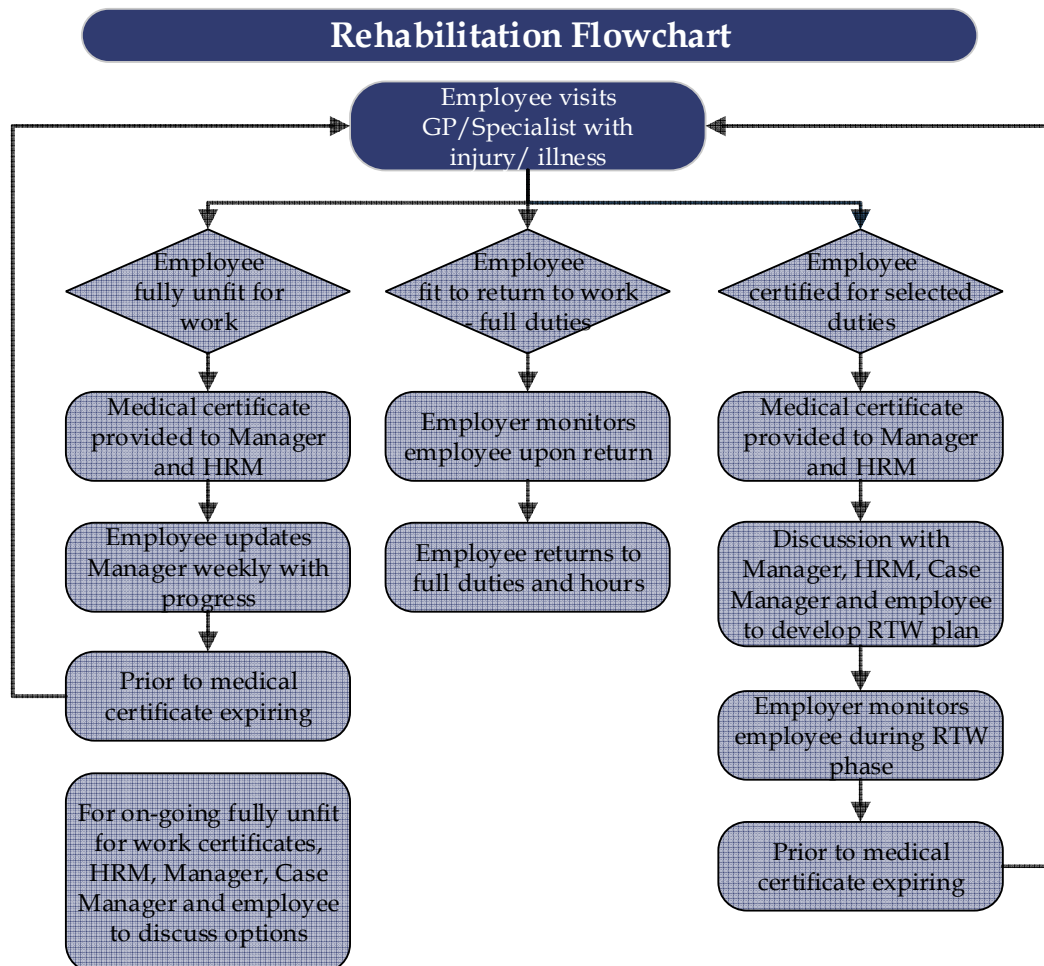 Rehabilitation Flowchart
Employee visits
GP/Specialist with
injury/ illness
Employee
fully unfit for
work
Employee
fit to return to work
- full duties
Employee
certified for selected
duties
Medical certificate
provided to Manager
and HRM
Employer monitors
employee upon return
Medical certificate
provided to Manager
and HRM
Employee updates
Manager weekly with
progress
Employee returns to
full duties and hours
Discussion with
Manager, HRM, Case
Manager and employee
to develop RTW plan
Prior to medical
certificate expiring
Employer monitors
employee during RTW
phase
For on-going fully unfit
for work certificates,
HRM, Manager, Case
Manager and employee
to discuss options
Prior to medical
certificate expiring